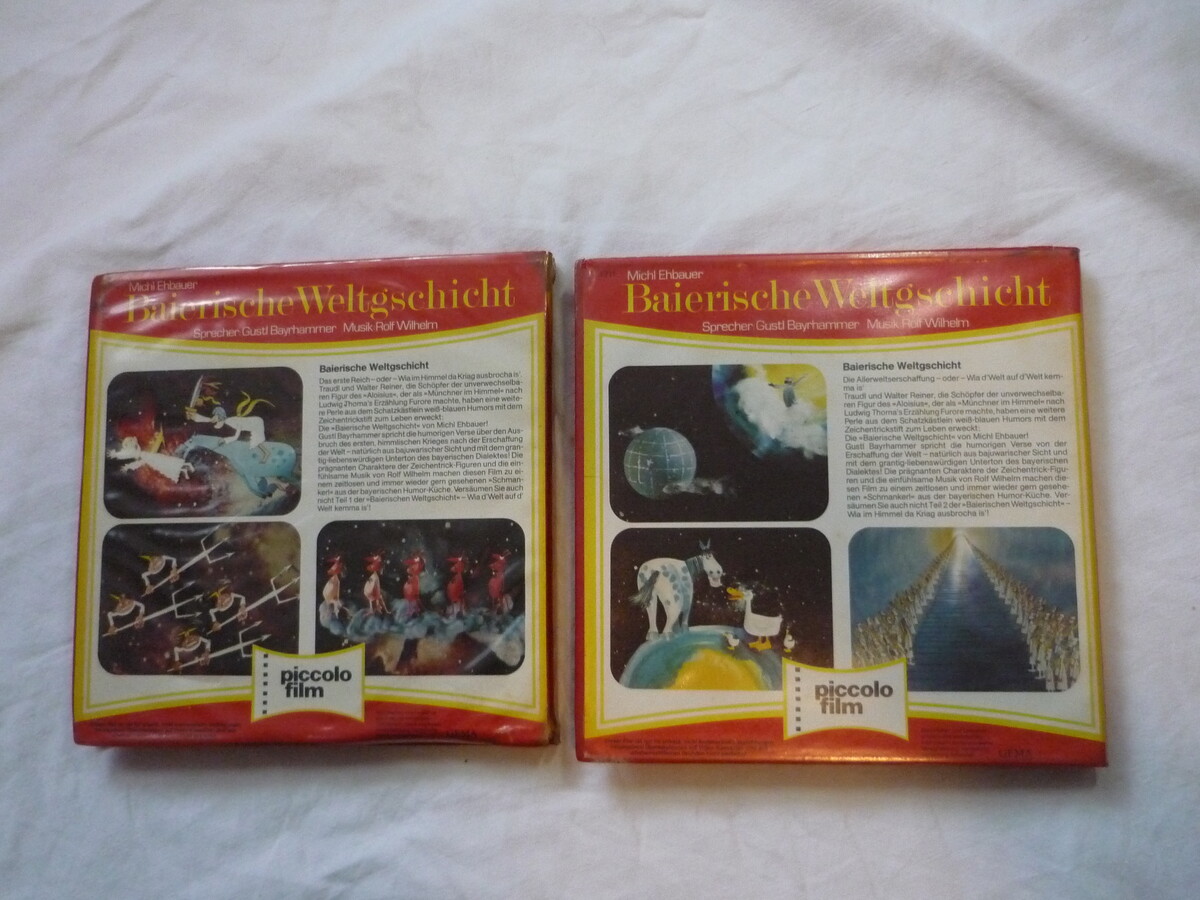 Michl Ehbauer
Baierische Weltgschicht
Sprecher Gustl Bayrhammer Musik Rolf Wilhelm
Baierische Weltgschicht
Das erste Reich – oder – Wia im Himmel da Kriag ausbrocha is'.
Traudl und Walter Reiner, die Schöpfer der unverwechselba-
ren Figur des »Aloisius«, der als »Münchner im Himmel« nach
Ludwig Thoma's Erzählung Furore machte, haben eine weite-
re Perle aus dem Schatzkästlein weiß-blauen Humors mit dem
Zeichentrickstift zum Leben erweckt:
Die »Baierische Weltgschicht« von Michl Ehbauer!
Gustl Bayrhammer spricht die humorigen Verse über den Aus-
bruch des ersten, himmlischen Krieges nach der Erschaffung
der Welt – natürlich aus bajuwarischer Sicht und mit dem gran-
tig-liebenswürdigen Unterton des bayerischen Dialektes! Die
prägnanten Charaktere der Zeichentrick-Figuren und die ein-
fühlsame Musik von Rolf Wilhelm machen diesen Film zu ei-
nem zeitlosen und immer wieder gern gesehenen »Schman-
kerl« aus der bayerischen Humor-Küche. Versäumen Sie auch
nicht Teil 1 der »Baierischen Weltgschicht« – Wia d'Welt auf d'
Welt kemma is'!
piccolo
film
GEMA
Michl Ehbauer
Baierische Weltgschicht
Sprecher Gustl Bayrhammer Musik Rolf Wilhelm
Baierische Weltgschicht
Die Allerweltserschaffung – oder – Wia d'Welt auf d'Welt kem-
ma is'
Traudl und Walter Reiner, die Schöpfer der unverwechselba-
ren Figur des »Aloisius«, der als »Münchner im Himmel« nach
Ludwig Thoma's Erzählung Furore machte, haben eine weitere
Perle aus dem Schatzkästlein weiß-blauen Humors mit dem
Zeichentrickstift zum Leben erweckt:
Die »Baierische Weltgschicht« von Michl Ehbauer!
Gustl Bayrhammer spricht die humorigen Verse von der
Erschaffung der Welt – natürlich aus bajuwarischer Sicht und
mit dem grantig-liebenswürdigen Unterton des bayerischen
Dialektes! Die prägnanten Charaktere der Zeichentrick-Figu-
ren und die einfühlsame Musik von Rolf Wilhelm machen die-
sen Film zu einem zeitlosen und immer wieder gern gesehe-
nen »Schmankerl« aus der bayerischen Humor-Küche. Ver-
säumen Sie auch nicht Teil 2 der »Baierischen Weltgschicht« –
Wia im Himmel da Kriag ausbrocha is'!
piccolo
film
GEMA